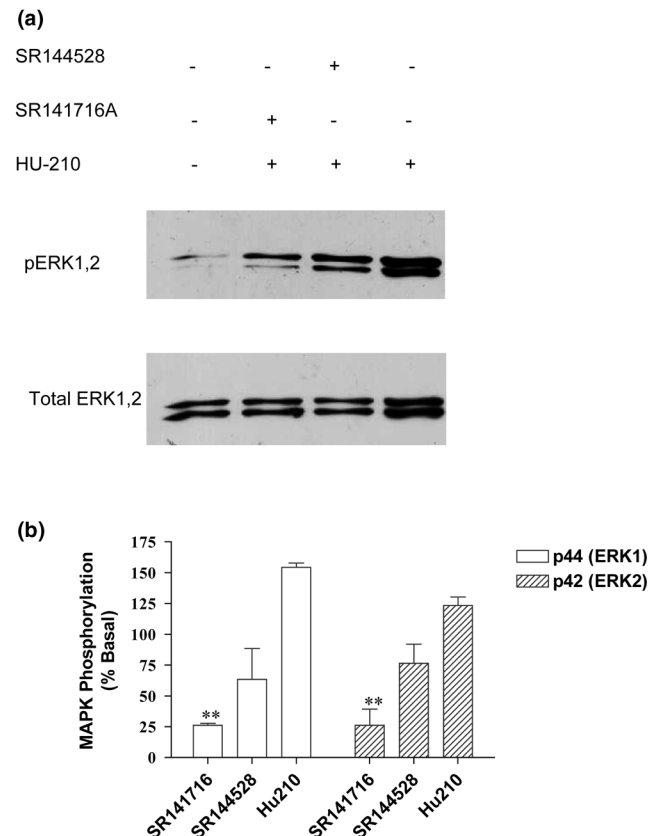 (a)
SR144528 - - + -
SR141716A - + - -
HU-210 - + + +
pERK1,2
Total ERK1,2
(b)
MAPK Phosphorylation
(% Basal)
175
150
125
100
75
50
25
0
**
**
SR141716
SR144528
Hu210
SR141716
SR144528
Hu210
p44 (ERK1)
p42 (ERK2)